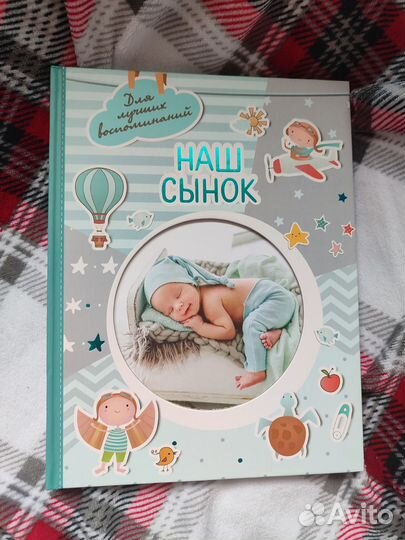 Для
лучших
воспоминаний
НАШ
СЫНОК
Avito